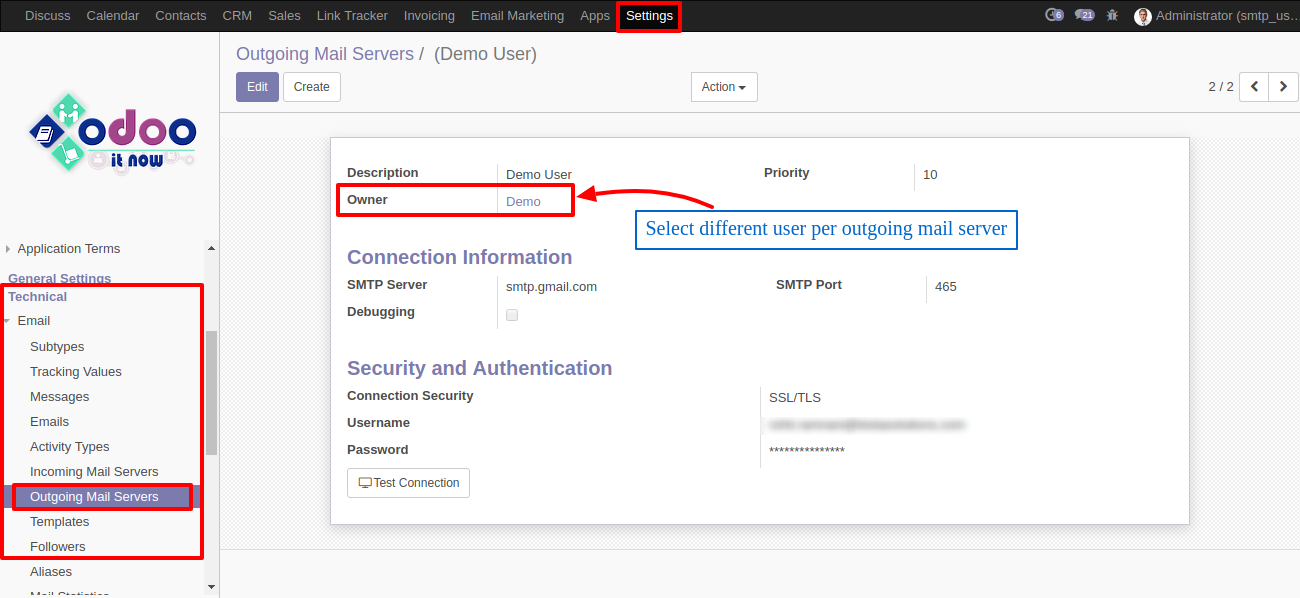 Discuss Calendar Contacts CRM Sales Link Tracker Invoicing Email Marketing Apps Settings 6 21 Administrator (smtp_us...
Outgoing Mail Servers / (Demo User)
Edit Create Action 2 / 2
odoo
it now
Application Terms
General Settings
Technical
Email
Subtypes
Tracking Values
Messages
Emails
Activity Types
Incoming Mail Servers
Outgoing Mail Servers
Templates
Followers
Aliases
Mail Statistics
Description Demo User Priority 10
Owner Demo
Select different user per outgoing mail server
Connection Information
SMTP Server smtp.gmail.com SMTP Port 465
Debugging
Security and Authentication
Connection Security SSL/TLS
Username
Password ***************
Test Connection